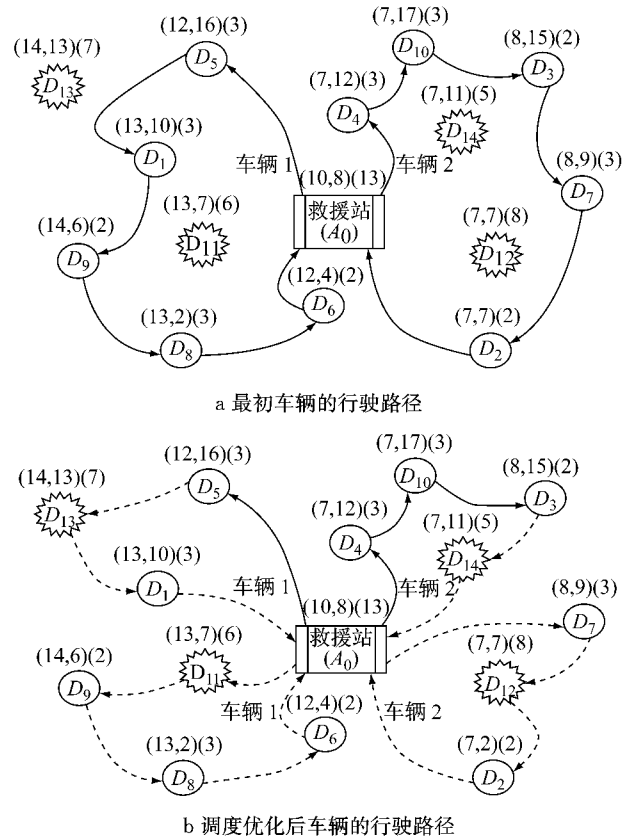 (12,16)(3)
D5
(14,13)(7)
D13
(13,10)(3)
D1
车辆 1
(13,7)(6)
D11
(14,6)(2)
D9
(13,2)(3)
D8
(12,4)(2)
D6
(10,8)(13)
救援站
(A0)
(7,17)(3)
D10
(8,15)(2)
D3
(7,12)(3)
D4
(7,11)(5)
D14
车辆 2
(8,9)(3)
D7
(7,7)(8)
D12
(7,7)(2)
D2
a 最初车辆的行驶路径
(12,16)(3)
D5
(14,13)(7)
D13
(13,10)(3)
D1
车辆 1
(13,7)(6)
D11
(14,6)(2)
D9
(13,2)(3)
D8
车辆 1
(12,4)(2)
D6
(10,8)(13)
救援站
(A0)
(7,17)(3)
D10
(8,15)(2)
D3
(7,12)(3)
D4
(7,11)(5)
D14
车辆 2
(8,9)(3)
D7
(7,7)(8)
D12
车辆 2
(7,2)(2)
D2
b 调度优化后车辆的行驶路径